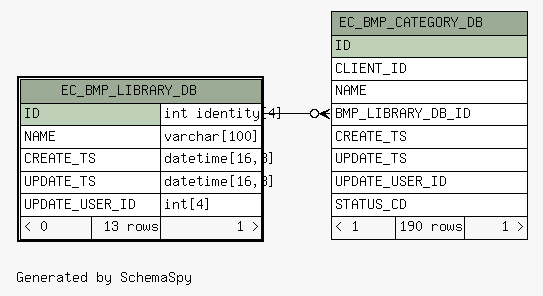 EC_BMP_CATEGORY_DB
ID
CLIENT_ID
NAME
BMP_LIBRARY_DB_ID
CREATE_TS
UPDATE_TS
UPDATE_USER_ID
STATUS_CD
< 1 190 rows 1 >
EC_BMP_LIBRARY_DB
ID int identity[4]
NAME varchar[100]
CREATE_TS datetime[16,3]
UPDATE_TS datetime[16,3]
UPDATE_USER_ID int[4]
< 0 13 rows 1 >
Generated by SchemaSpy